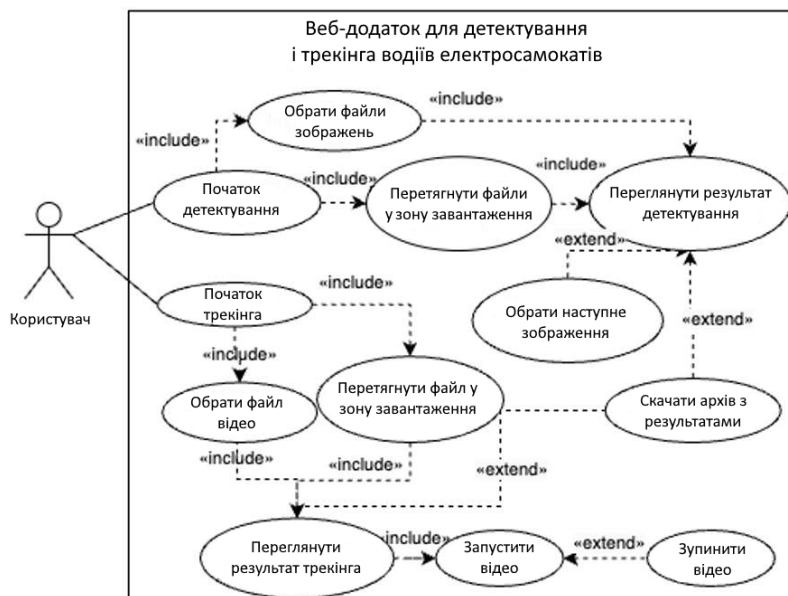 Веб-додаток для детектування
і трекінга водіїв електросамокатів
Обрати файли
зображень
«include»
«include»
Початок
детектування
«include»
Перетягнути файли
у зону завантаження
«include»
Переглянути результат
детектування
«extend»
Користувач
Початок
трекінга
«include»
Обрати наступне
зображення
«extend»
«include»
Обрати файл
відео
Перетягнути файл у
зону завантаження
Скачати архів з
результатами
«include»
«include»
«extend»
Переглянути
результат трекінга
«include»
Запустити
відео
«extend»
Зупинити
відео